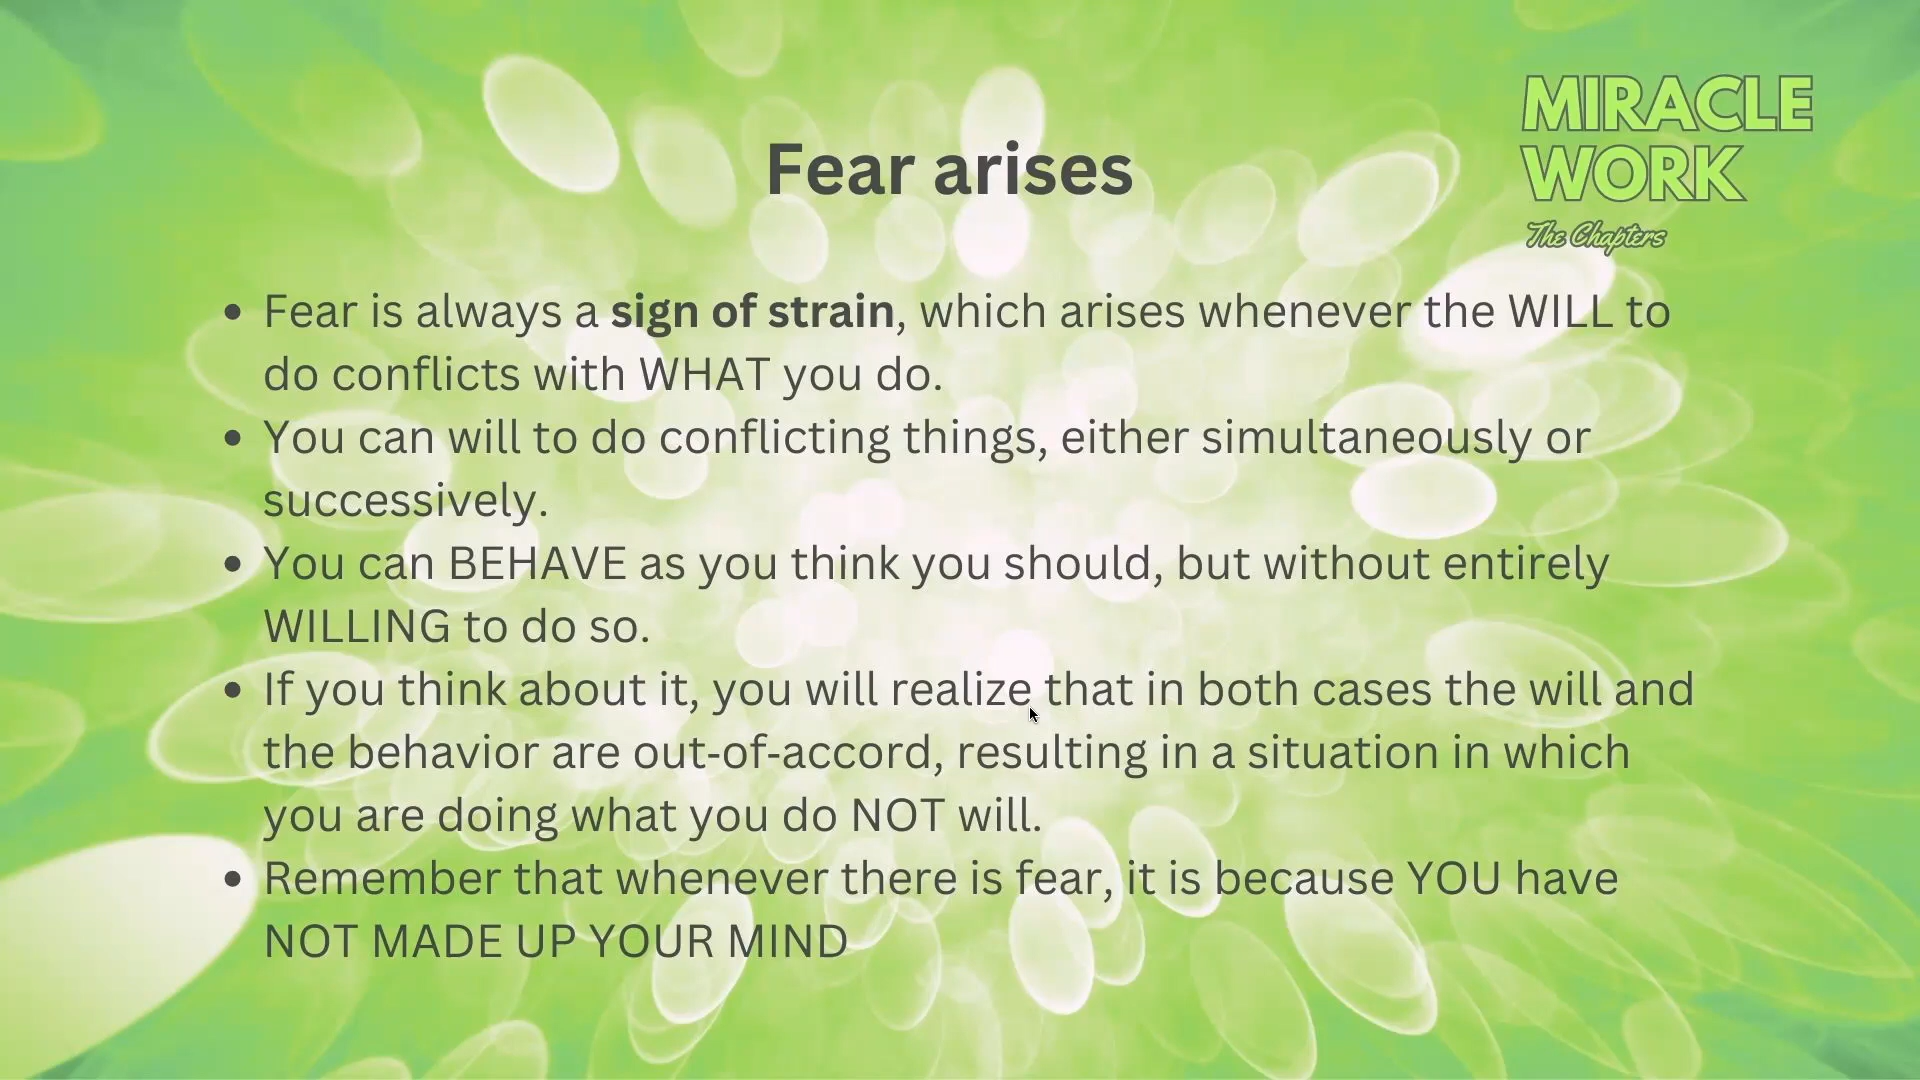 MIRACLE
WORK
The Chapters
Fear arises
• Fear is always a sign of strain, which arises whenever the WILL to
do conflicts with WHAT you do.
• You can will to do conflicting things, either simultaneously or
successively.
• You can BEHAVE as you think you should, but without entirely
WILLING to do so.
• If you think about it, you will realize that in both cases the will and
the behavior are out-of-accord, resulting in a situation in which
you are doing what you do NOT will.
• Remember that whenever there is fear, it is because YOU have
NOT MADE UP YOUR MIND